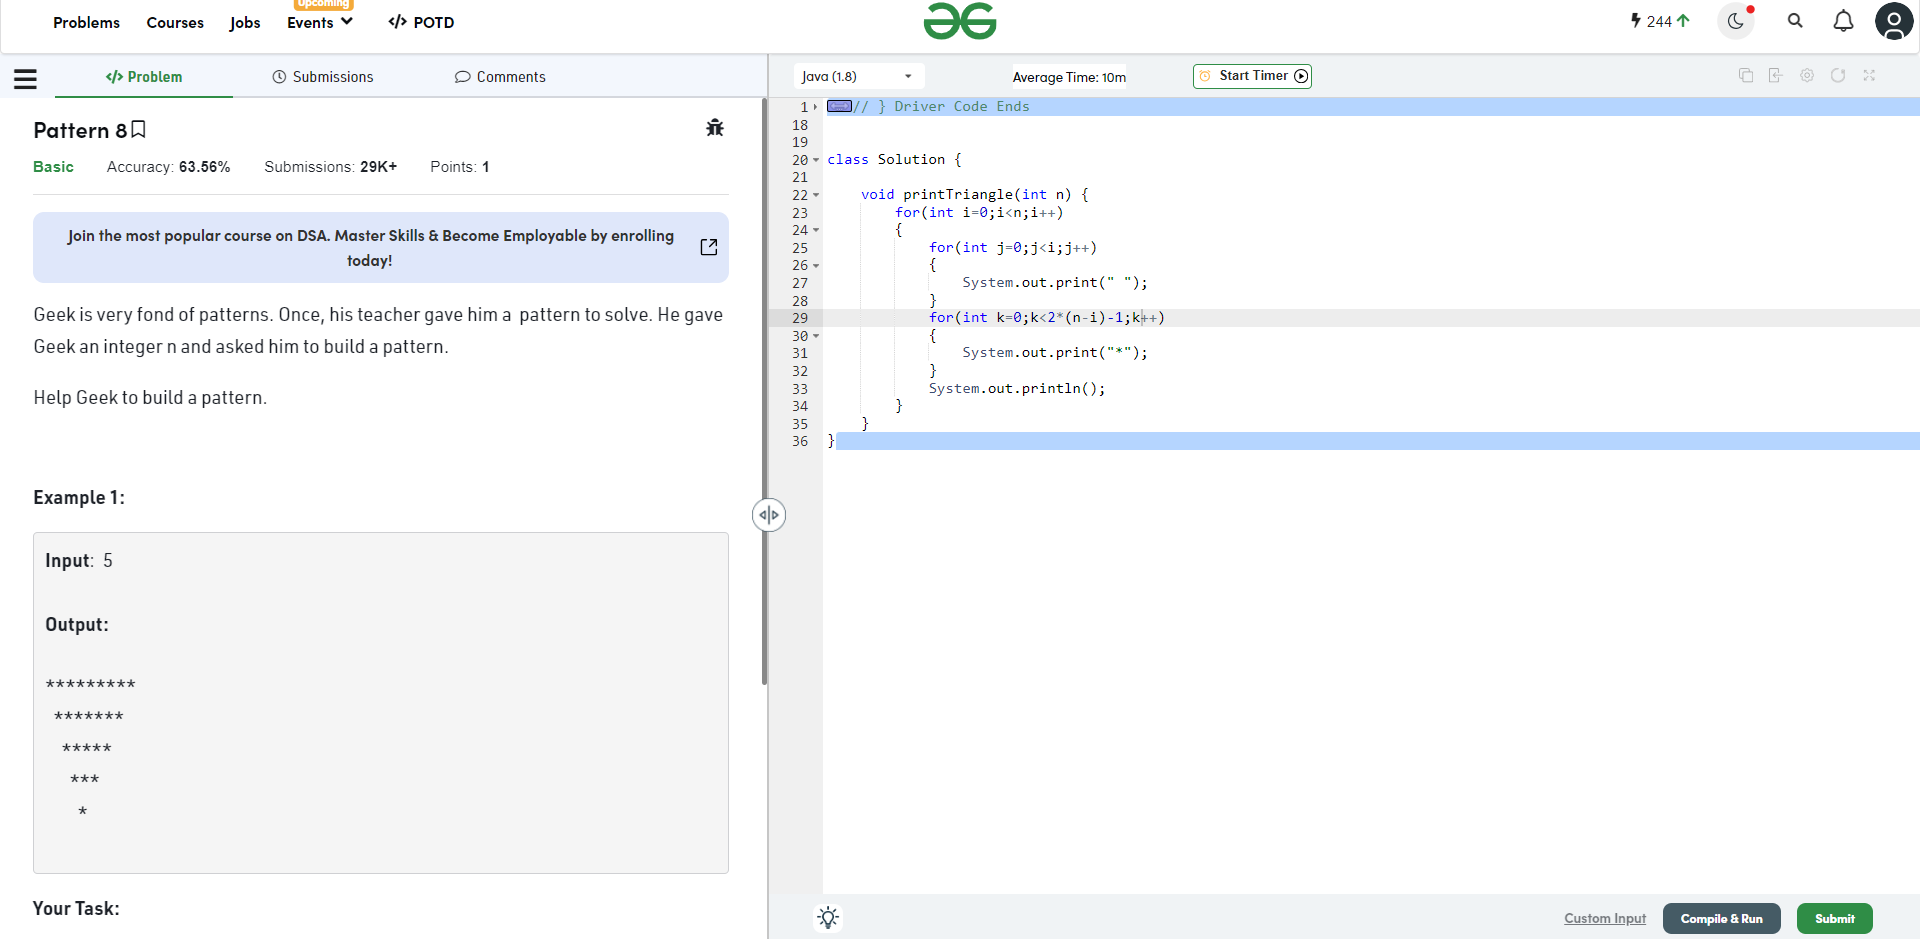 Upcoming
Problems Courses Jobs Events </> POTD 244
</> Problem Submissions Comments
Java (1.8) Average Time: 10m Start Timer
Pattern 8
Basic Accuracy: 63.56% Submissions: 29K+ Points: 1
Join the most popular course on DSA. Master Skills & Become Employable by enrolling
today!
Geek is very fond of patterns. Once, his teacher gave him a pattern to solve. He gave
Geek an integer n and asked him to build a pattern.
Help Geek to build a pattern.
Example 1:
Input: 5
Output:
*********
 *******
  *****
   ***
    *
Your Task:
1 // } Driver Code Ends
18
19
20 class Solution {
21
22     void printTriangle(int n) {
23         for(int i=0;i<n;i++)
24         {
25             for(int j=0;j<i;j++)
26             {
27                 System.out.print(" ");
28             }
29             for(int k=0;k<2*(n-i)-1;k++)
30             {
31                 System.out.print("*");
32             }
33             System.out.println();
34         }
35     }
36 }
Custom Input Compile & Run Submit